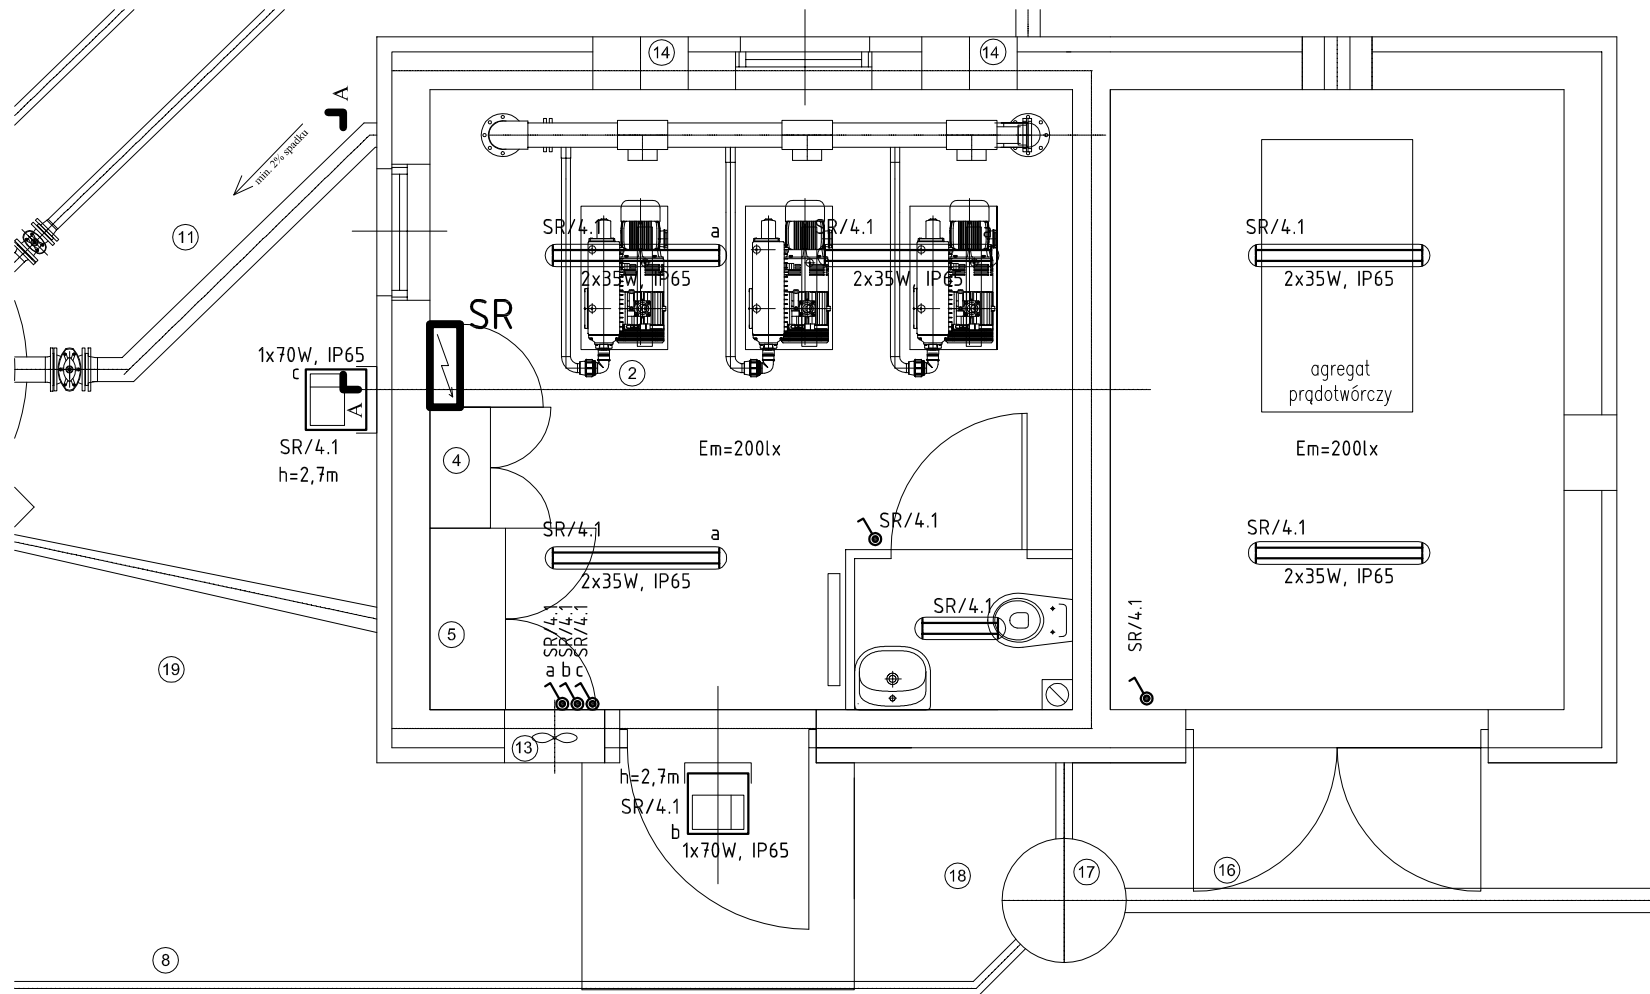 14
14
A
min. 2% spadku
11
SR/4.1
a
SR/4.1
a
SR/4.1
2x35W, IP65
2x35W, IP65
2x35W, IP65
SR
1x70W, IP65
c
2
A
agregat
prądotwórczy
SR/4.1
h=2,7m
4
Em=200lx
Em=200lx
SR/4.1
a
SR/4.1
SR/4.1
2x35W, IP65
2x35W, IP65
5
SR/4.1
SR/4.1
SR/4.1
a b c
SR/4.1
SR/4.1
19
13
h=2,7m
SR/4.1
b
1x70W, IP65
18
17
16
8